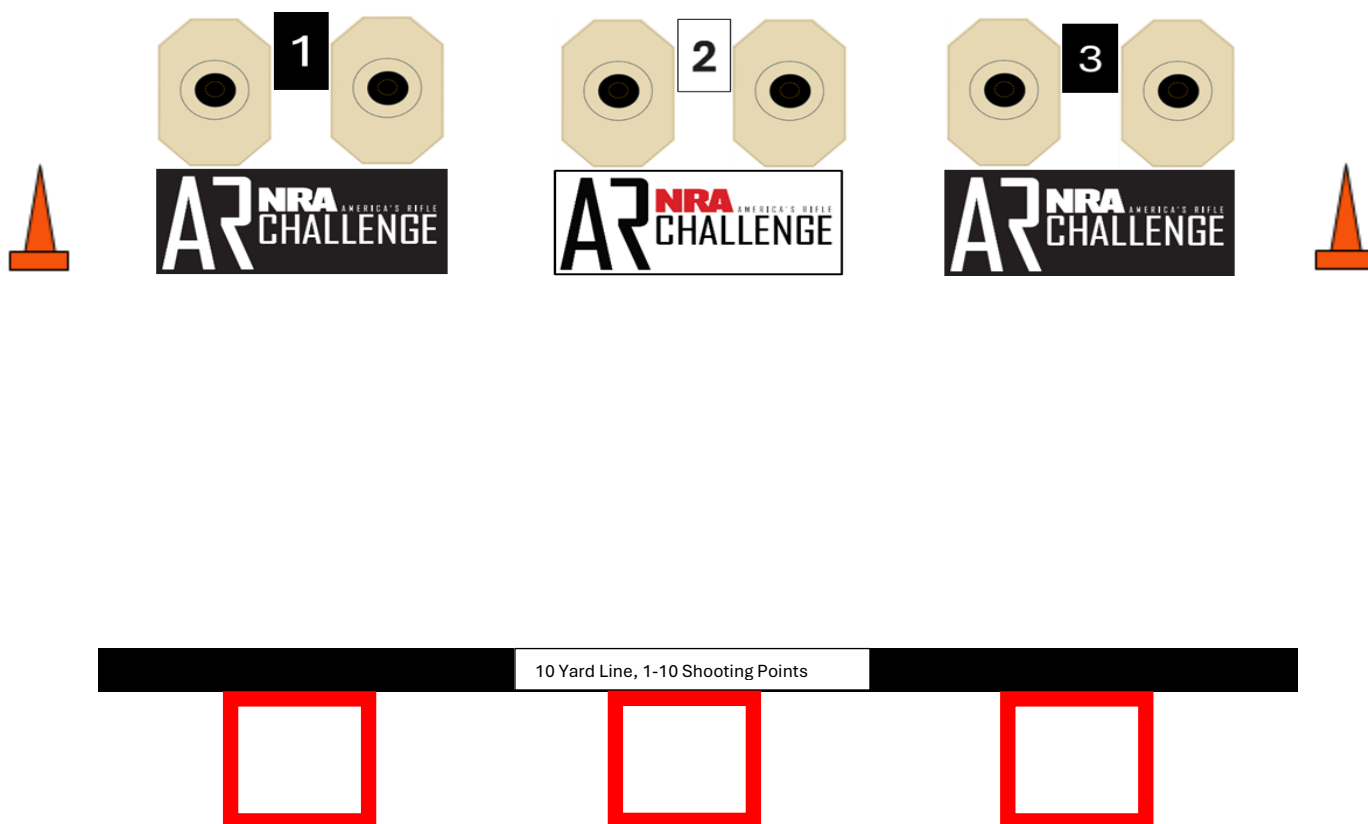 1
2
3
AR NRA AMERICA'S RIFLE CHALLENGE
AR NRA AMERICA'S RIFLE CHALLENGE
AR NRA AMERICA'S RIFLE CHALLENGE
10 Yard Line, 1-10 Shooting Points